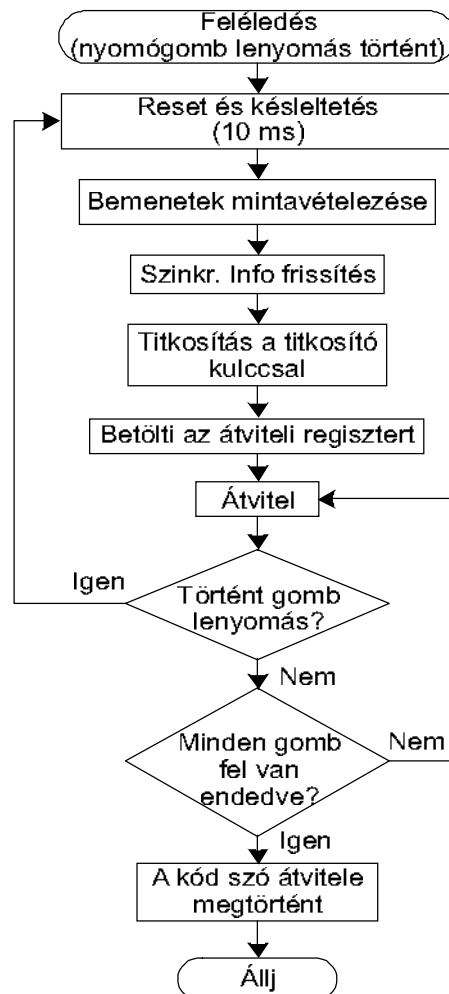 Feléledés
(nyomógomb lenyomás történt)
Reset és késleltetés
(10 ms)
Bemenetek mintavételezése
Szinkr. Info frissítés
Titkosítás a titkosító
kulccsal
Betölti az átviteli regisztert
Átvitel
Igen
Történt gomb
lenyomás?
Nem
Minden gomb
fel van
endedve?
Nem
Igen
A kód szó átvitele
megtörtént
Állj